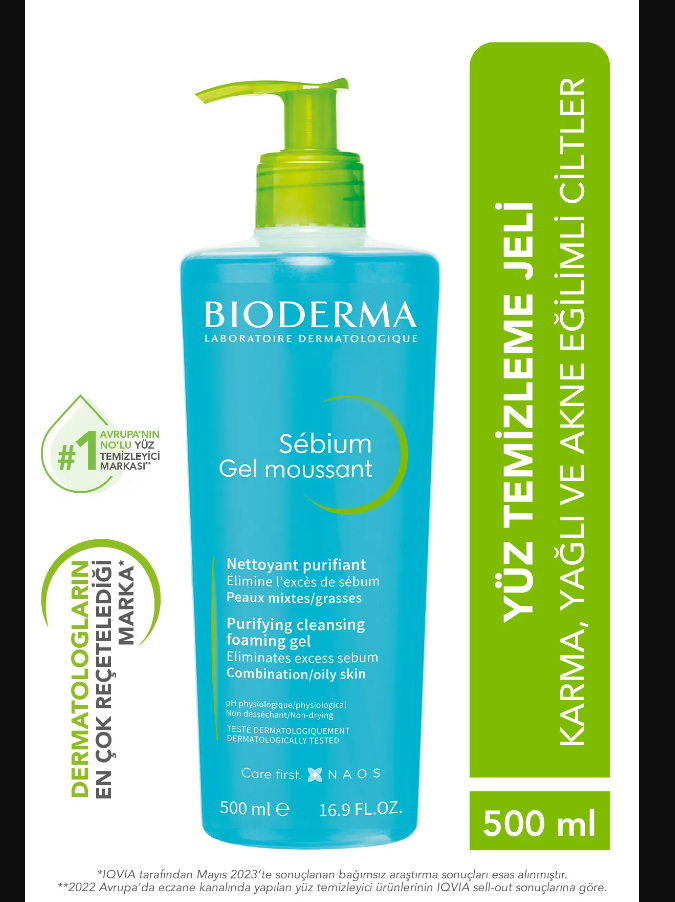 BIODERMA
LABORATOIRE DERMATOLOGIQUE
Sébium
Gel moussant
Nettoyant purifiant
Élimine l'excès de sébum
Peaux mixtes/grasses
Purifying cleansing
foaming gel
Eliminates excess sebum
Combination/oily skin
pH physiologique/physiological
Non desséchant/Non-drying
TESTÉ DERMATOLOGIQUEMENT
DERMATOLOGICALLY TESTED
Care first. NAOS
500 ml ℮ 16.9 FL.OZ.
#1
AVRUPA'NIN
NO'LU YÜZ
TEMİZLEYİCİ
MARKASI**
DERMATOLOGLARIN
EN ÇOK REÇETELEDİĞİ
MARKA*
YÜZ TEMİZLEME JELİ
KARMA, YAĞLI VE AKNE EĞİLİMLİ CİLTLER
500 ml
*IQVIA tarafından Mayıs 2023'te sonuçlanan bağımsız araştırma sonuçları esas alınmıştır.
**2022 Avrupa'da eczane kanalında yapılan yüz temizleyici ürünlerinin IQVIA sell-out sonuçlarına göre.